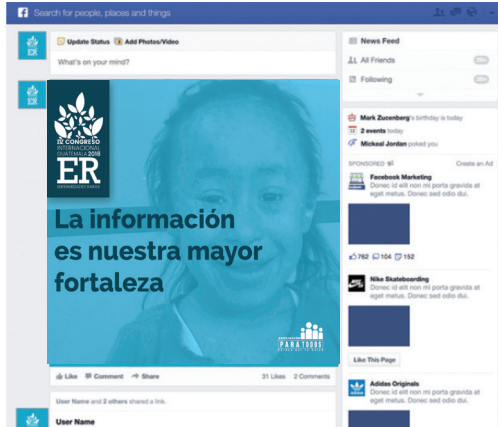 Search for people, places and things
Update Status Add Photos/Video
What's on your mind?
ER
ER
IV CONGRESO
INTERNACIONAL
GUATEMALA 2018
ER
ENFERMEDADES RARAS
La información
es nuestra mayor
fortaleza
PARA TODOS
Like Comment Share 31 Likes 2 Comments
User Name and 2 others shared a link.
User Name
News Feed
All Friends
Following
Mark Zucenberg's birthday is today
2 events today
Mickeal Jordan poked you
SPONSORED Create an Ad
Facebook Marketing
Donec id elit non mi porta gravida at
eget metus. Donec sed odio dui.
762 104 152
Nike Skateboarding
Donec id elit non mi porta gravida at
eget metus. Donec sed odio dui.
Like This Page
Adidas Originals
Donec id elit non mi porta gravida at
eget metus. Donec sed odio dui.